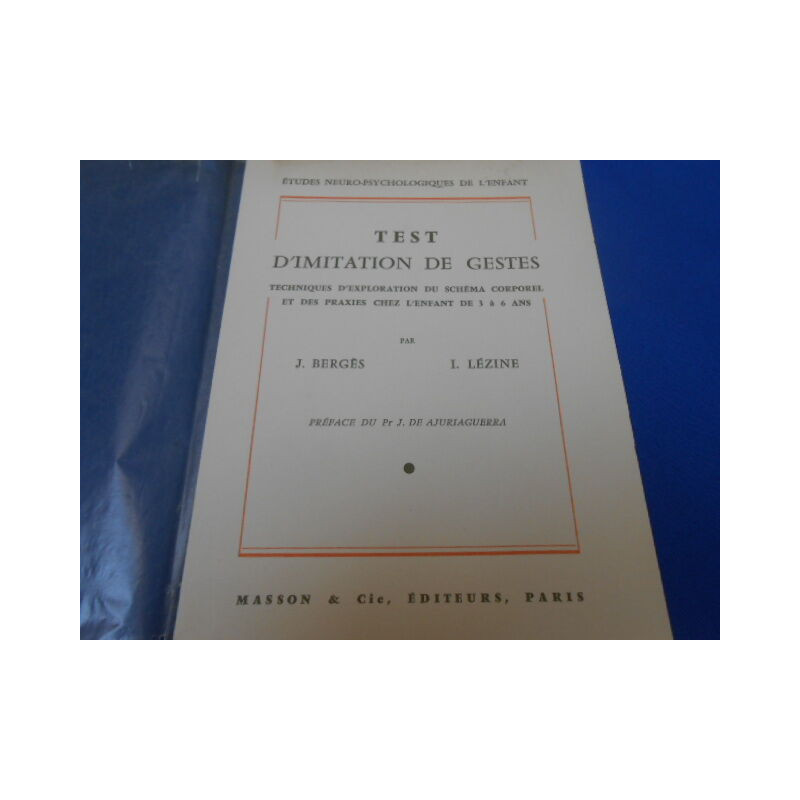 ÉTUDES NEURO-PSYCHOLOGIQUES DE L'ENFANT
TEST
D'IMITATION DE GESTES
TECHNIQUES D'EXPLORATION DU SCHÉMA CORPOREL
ET DES PRAXIES CHEZ L'ENFANT DE 3 à 6 ANS
PAR
J. BERGÈS I. LÉZINE
PRÉFACE DU Pr J. DE AJURIAGUERRA
MASSON & Cie, ÉDITEURS, PARIS